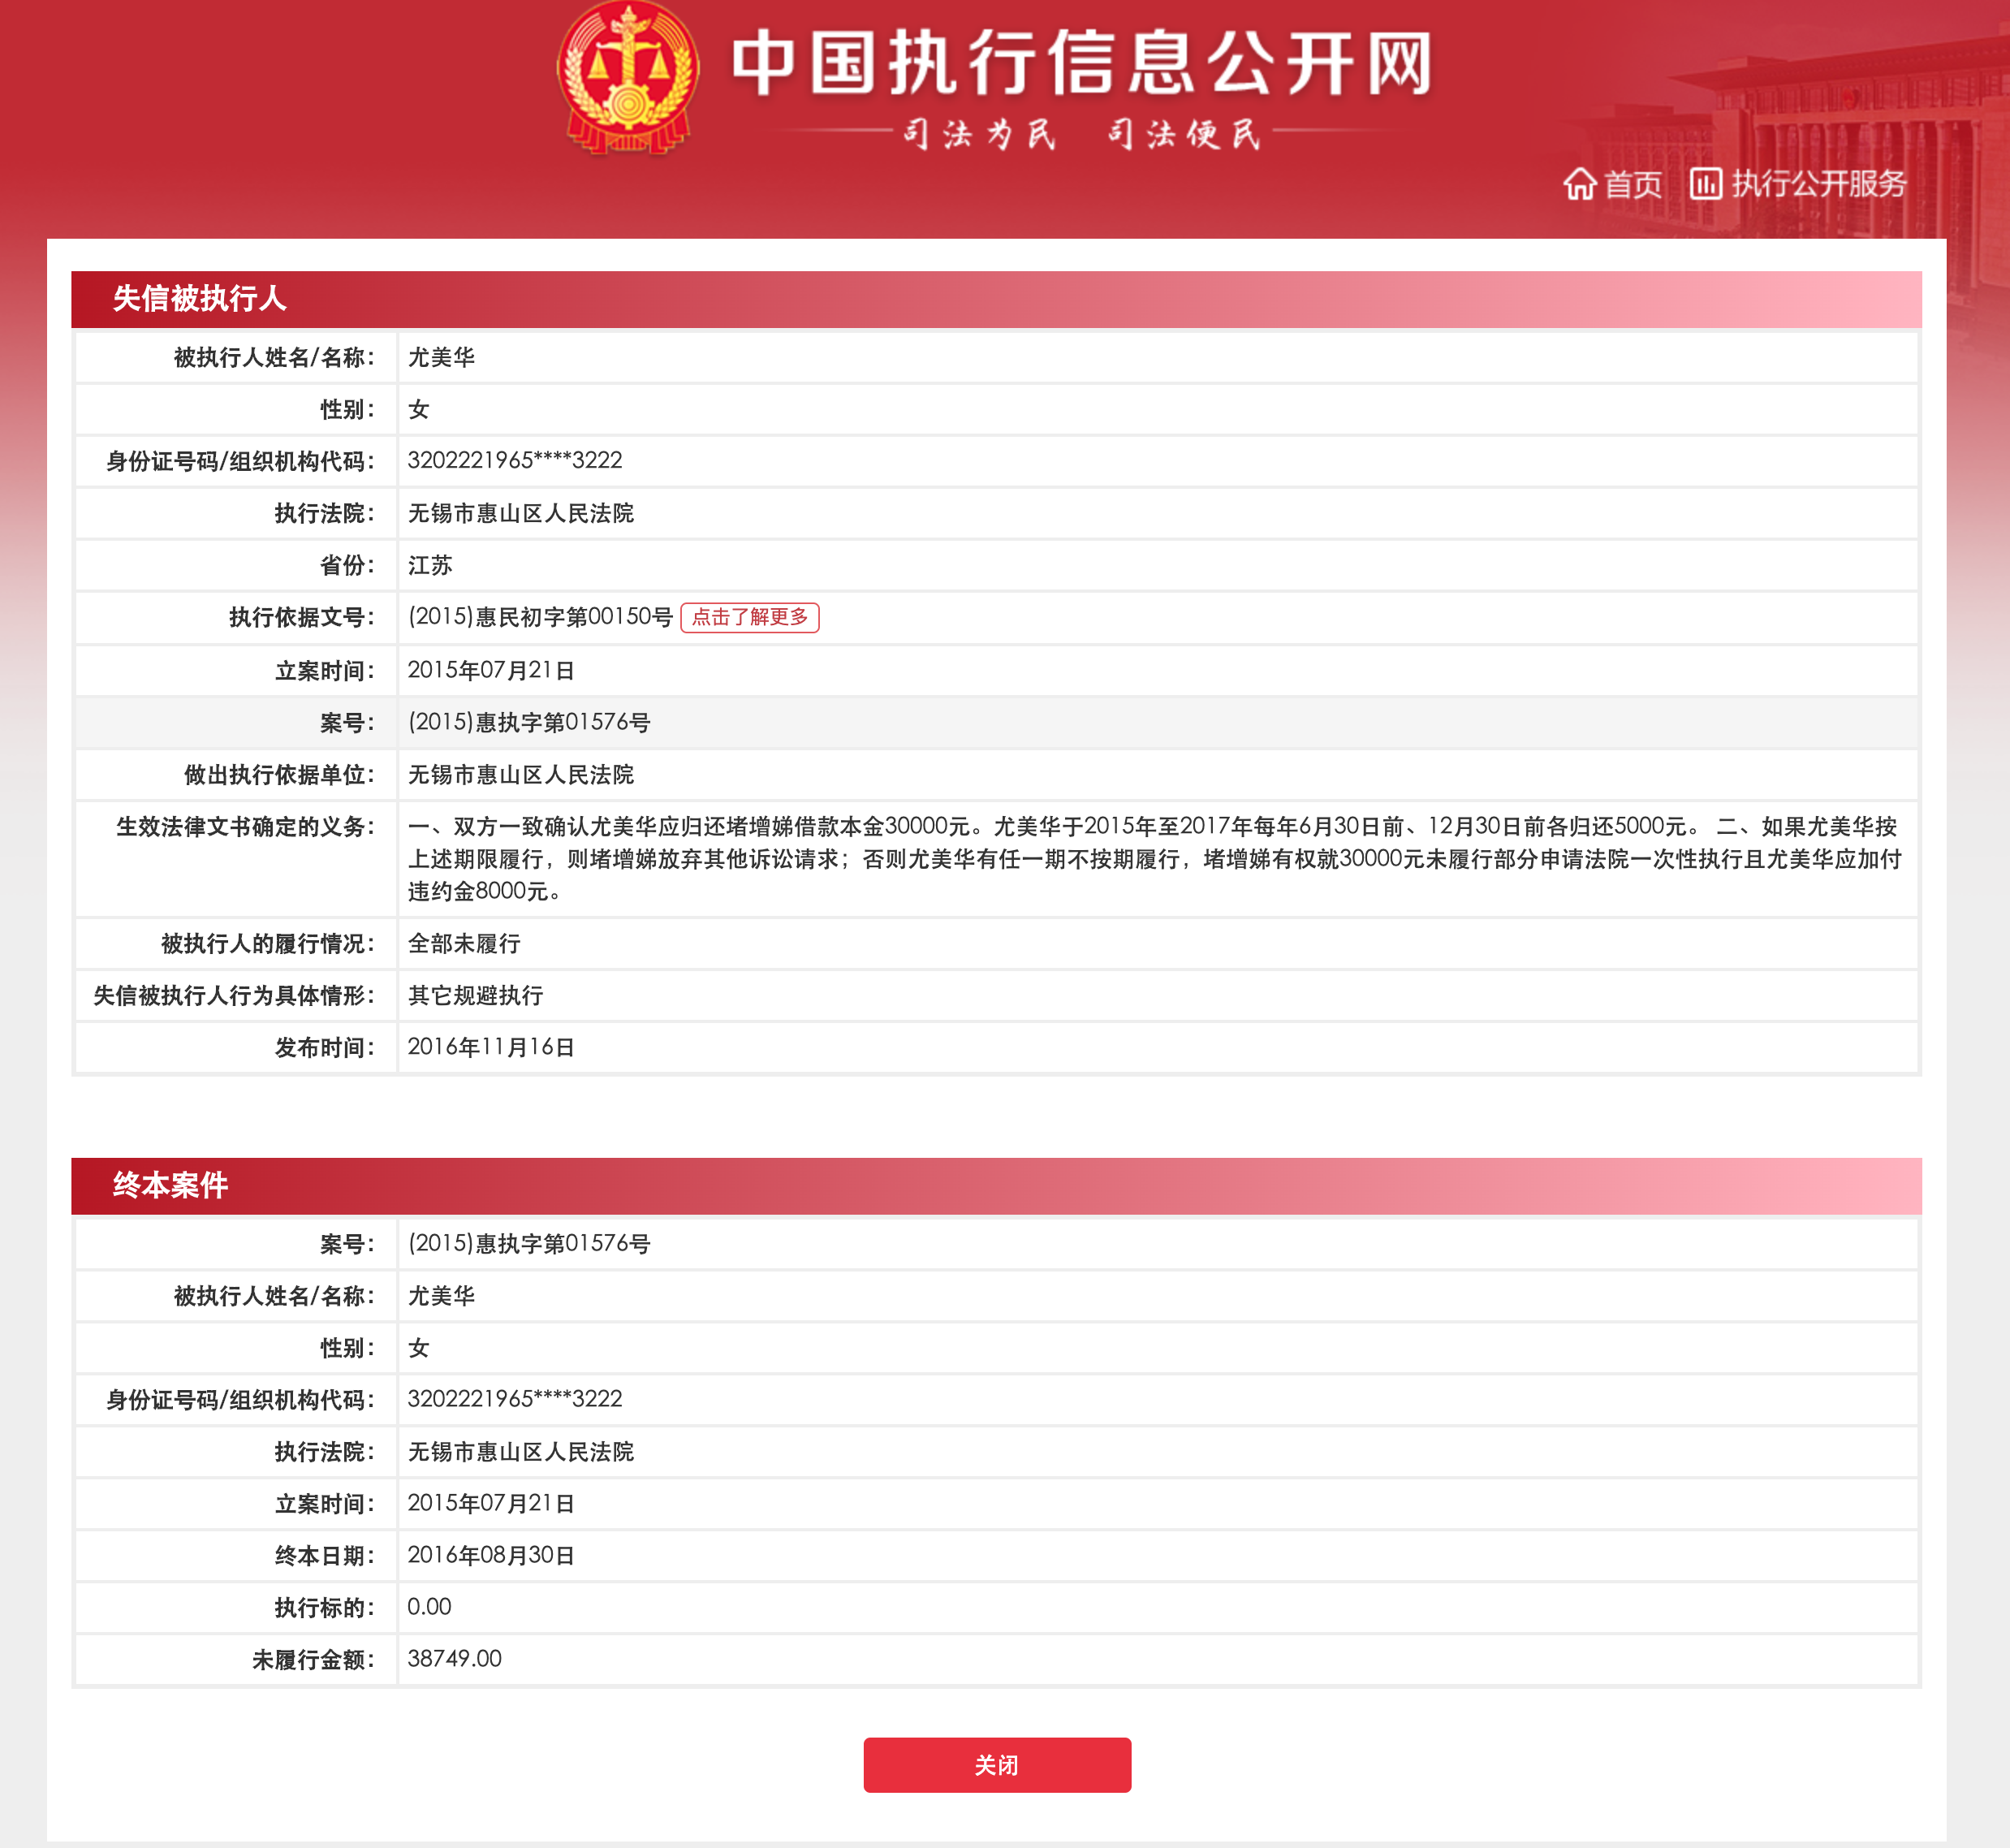 中国执行信息公开网
司法为民 司法便民
首页 执行公开服务
失信被执行人
被执行人姓名/名称： 尤美华
性别： 女
身份证号码/组织机构代码： 3202221965****3222
执行法院： 无锡市惠山区人民法院
省份： 江苏
执行依据文号： (2015)惠民初字第00150号 点击了解更多
立案时间： 2015年07月21日
案号： (2015)惠执字第01576号
做出执行依据单位： 无锡市惠山区人民法院
生效法律文书确定的义务： 一、双方一致确认尤美华应归还堵增娣借款本金30000元。尤美华于2015年至2017年每年6月30日前、12月30日前各归还5000元。 二、如果尤美华按
上述期限履行，则堵增娣放弃其他诉讼请求；否则尤美华有任一期不按期履行，堵增娣有权就30000元未履行部分申请法院一次性执行且尤美华应加付
违约金8000元。
被执行人的履行情况： 全部未履行
失信被执行人行为具体情形： 其它规避执行
发布时间： 2016年11月16日
终本案件
案号： (2015)惠执字第01576号
被执行人姓名/名称： 尤美华
性别： 女
身份证号码/组织机构代码： 3202221965****3222
执行法院： 无锡市惠山区人民法院
立案时间： 2015年07月21日
终本日期： 2016年08月30日
执行标的： 0.00
未履行金额： 38749.00
关闭